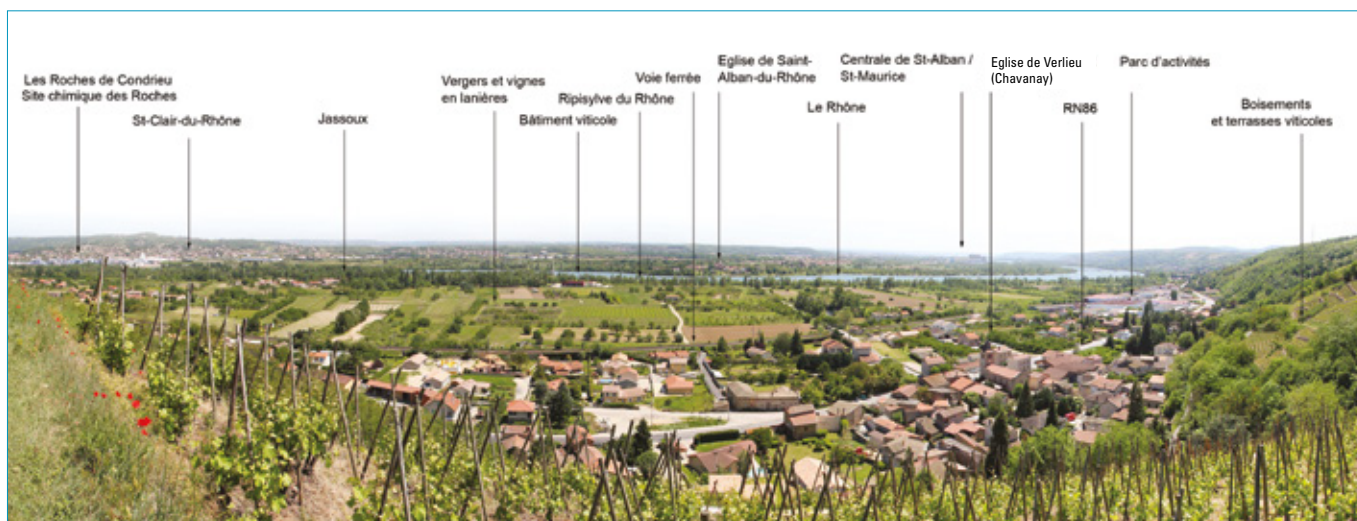 Les Roches de Condrieu
Site chimique des Roches
St-Clair-du-Rhône
Jassoux
Vergers et vignes
en lanières
Bâtiment viticole
Ripisylve du Rhône
Voie ferrée
Eglise de Saint-
Alban-du-Rhône
Le Rhône
Centrale de St-Alban /
St-Maurice
Eglise de Verlieu
(Chavanay)
RN86
Parc d'activités
Boisements
et terrasses viticoles